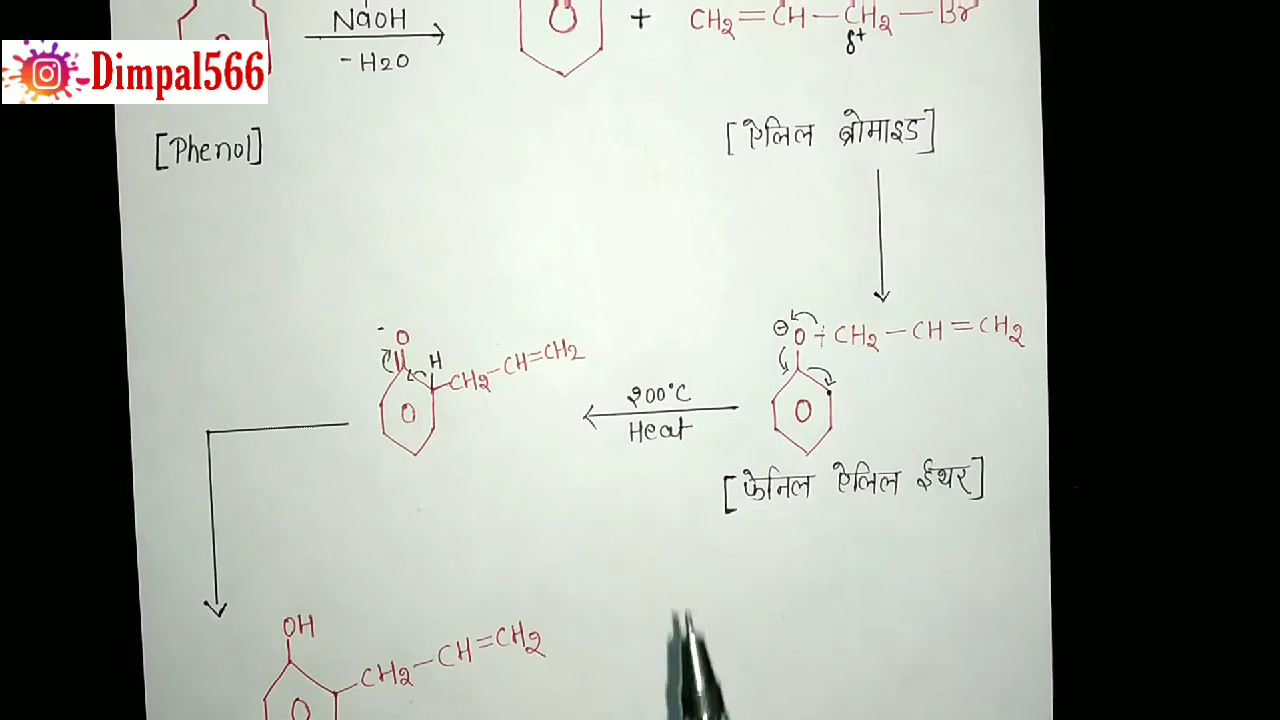 NaOH
-H2O
+ CH2=CH-CH2-Br
δ+
Dimpal566
[Phenol]
[ऐलिल ब्रोमाइड]
⊖ O÷CH2-CH=CH2
O
H
CH2-CH=CH2
200°C
Heat
[फेनिल ऐलिल ईथर]
OH
CH2-CH=CH2